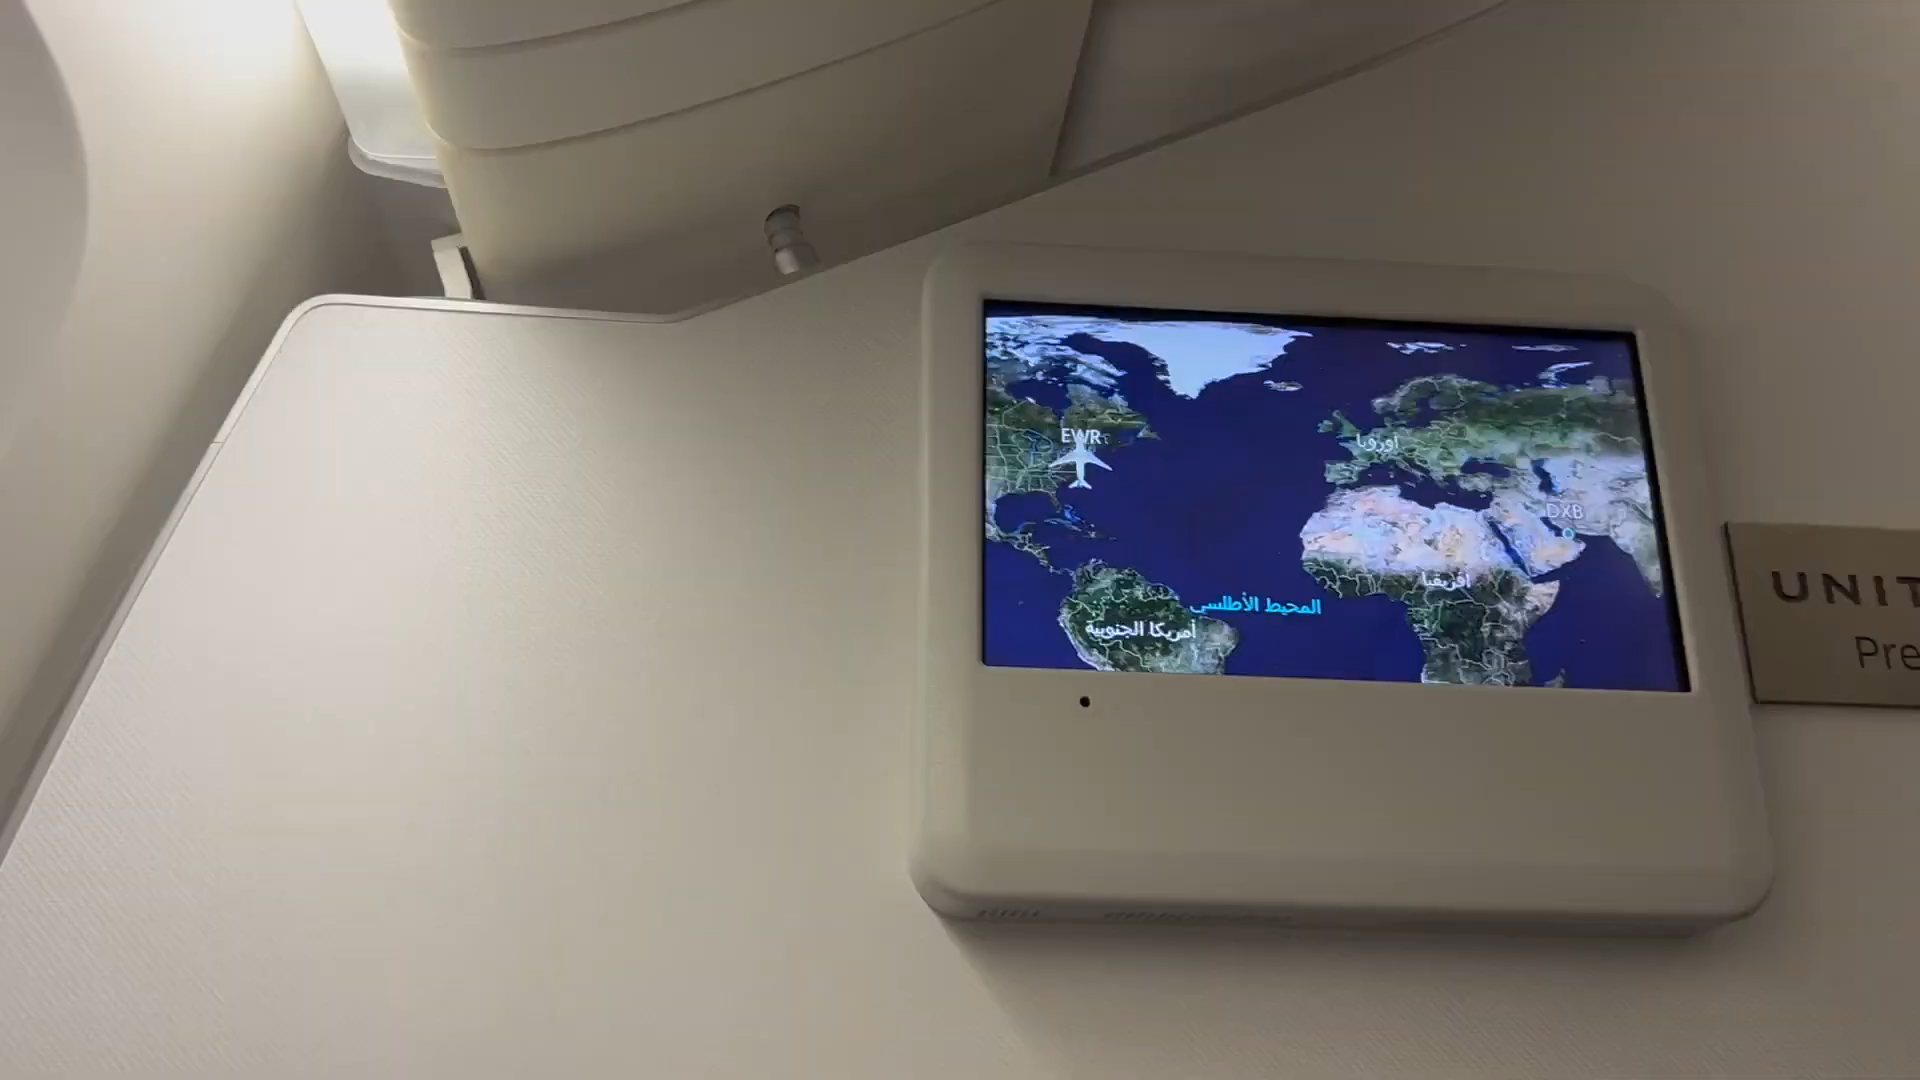 EWR
أوروبا
DXB
أفريقيا
المحيط الأطلسي
أمريكا الجنوبية
UNIT
Pre